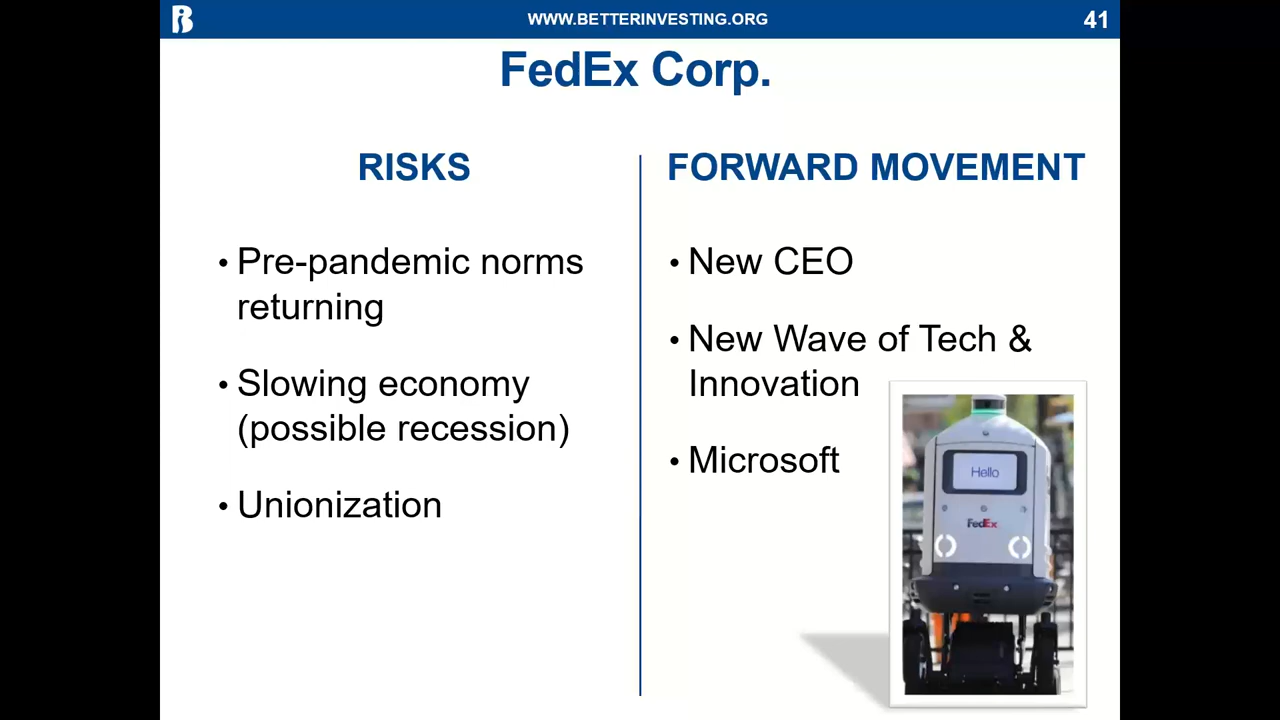 WWW.BETTERINVESTING.ORG
41
FedEx Corp.
RISKS
• Pre-pandemic norms
returning
• Slowing economy
(possible recession)
• Unionization
FORWARD MOVEMENT
• New CEO
• New Wave of Tech &
Innovation
• Microsoft
Hello
FedEx